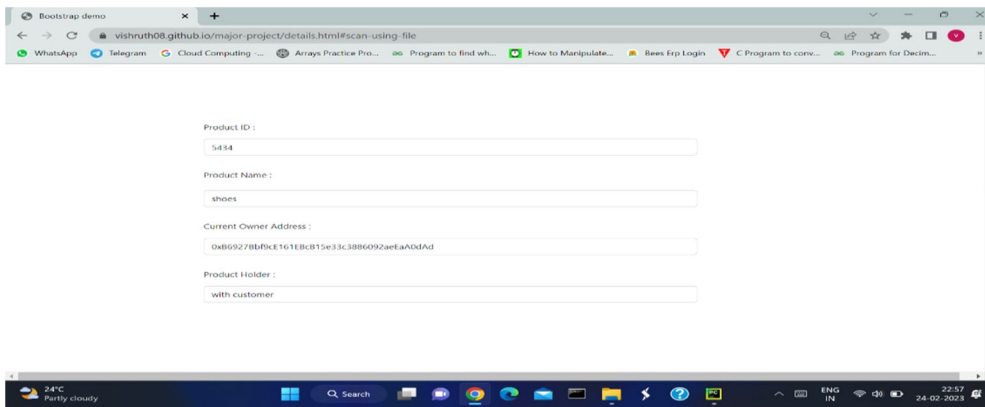 Bootstrap demo
vishruth08.github.io/major-project/details.html#scan-using-file
WhatsApp Telegram Cloud Computing -... Arrays Practice Pro... Program to find wh... How to Manipulate... Bees Erp Login C Program to conv... Program for Decim... »
Product ID :
5434
Product Name :
shoes
Current Owner Address :
0xB6927Bbf9cE161EBcB15e33c3886092aeEaA0dAd
Product Holder :
with customer
24°C
Partly cloudy
Search
ENG
IN
22:57
24-02-2023